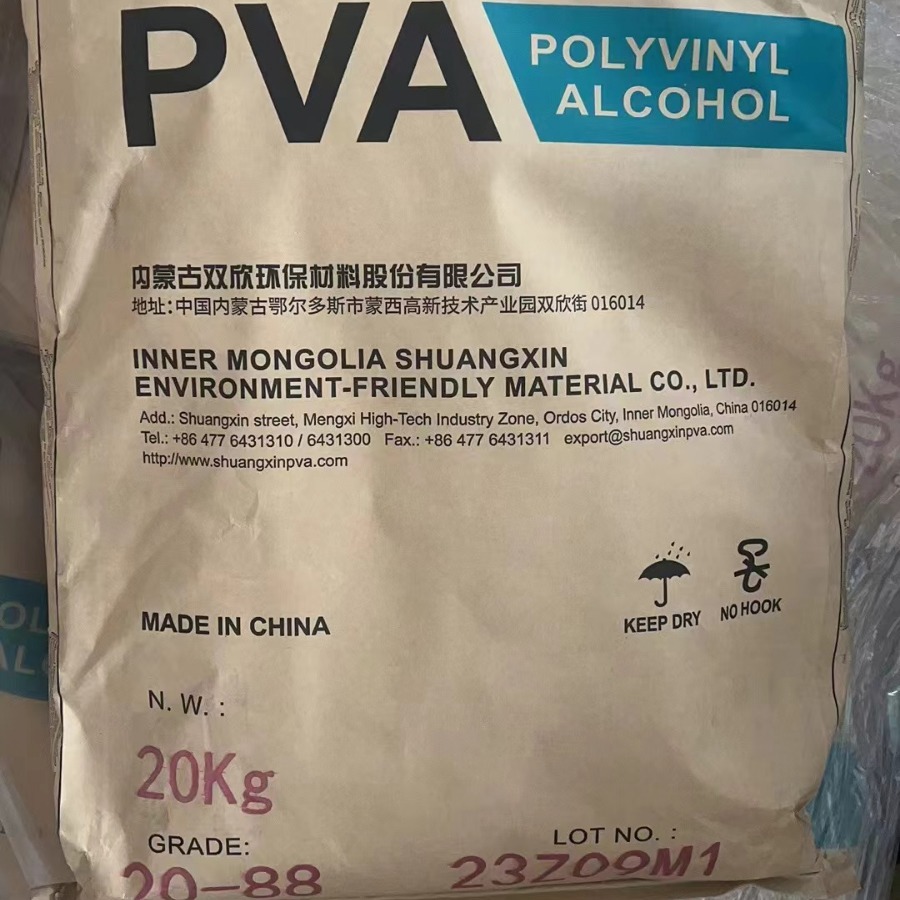 PVA
POLYVINYL
ALCOHOL
内蒙古双欣环保材料股份有限公司
地址:中国内蒙古鄂尔多斯市蒙西高新技术产业园双欣街 016014
INNER MONGOLIA SHUANGXIN
ENVIRONMENT-FRIENDLY MATERIAL CO., LTD.
Add.: Shuangxin street, Mengxi High-Tech Industry Zone, Ordos City, Inner Mongolia, China 016014
Tel.: +86 477 6431310 / 6431300 Fax.: +86 477 6431311 export@shuangxinpva.com
http://www.shuangxinpva.com
KEEP DRY NO HOOK
MADE IN CHINA
N. W. :
20Kg
GRADE:
20-88
LOT NO. :
23Z09M1